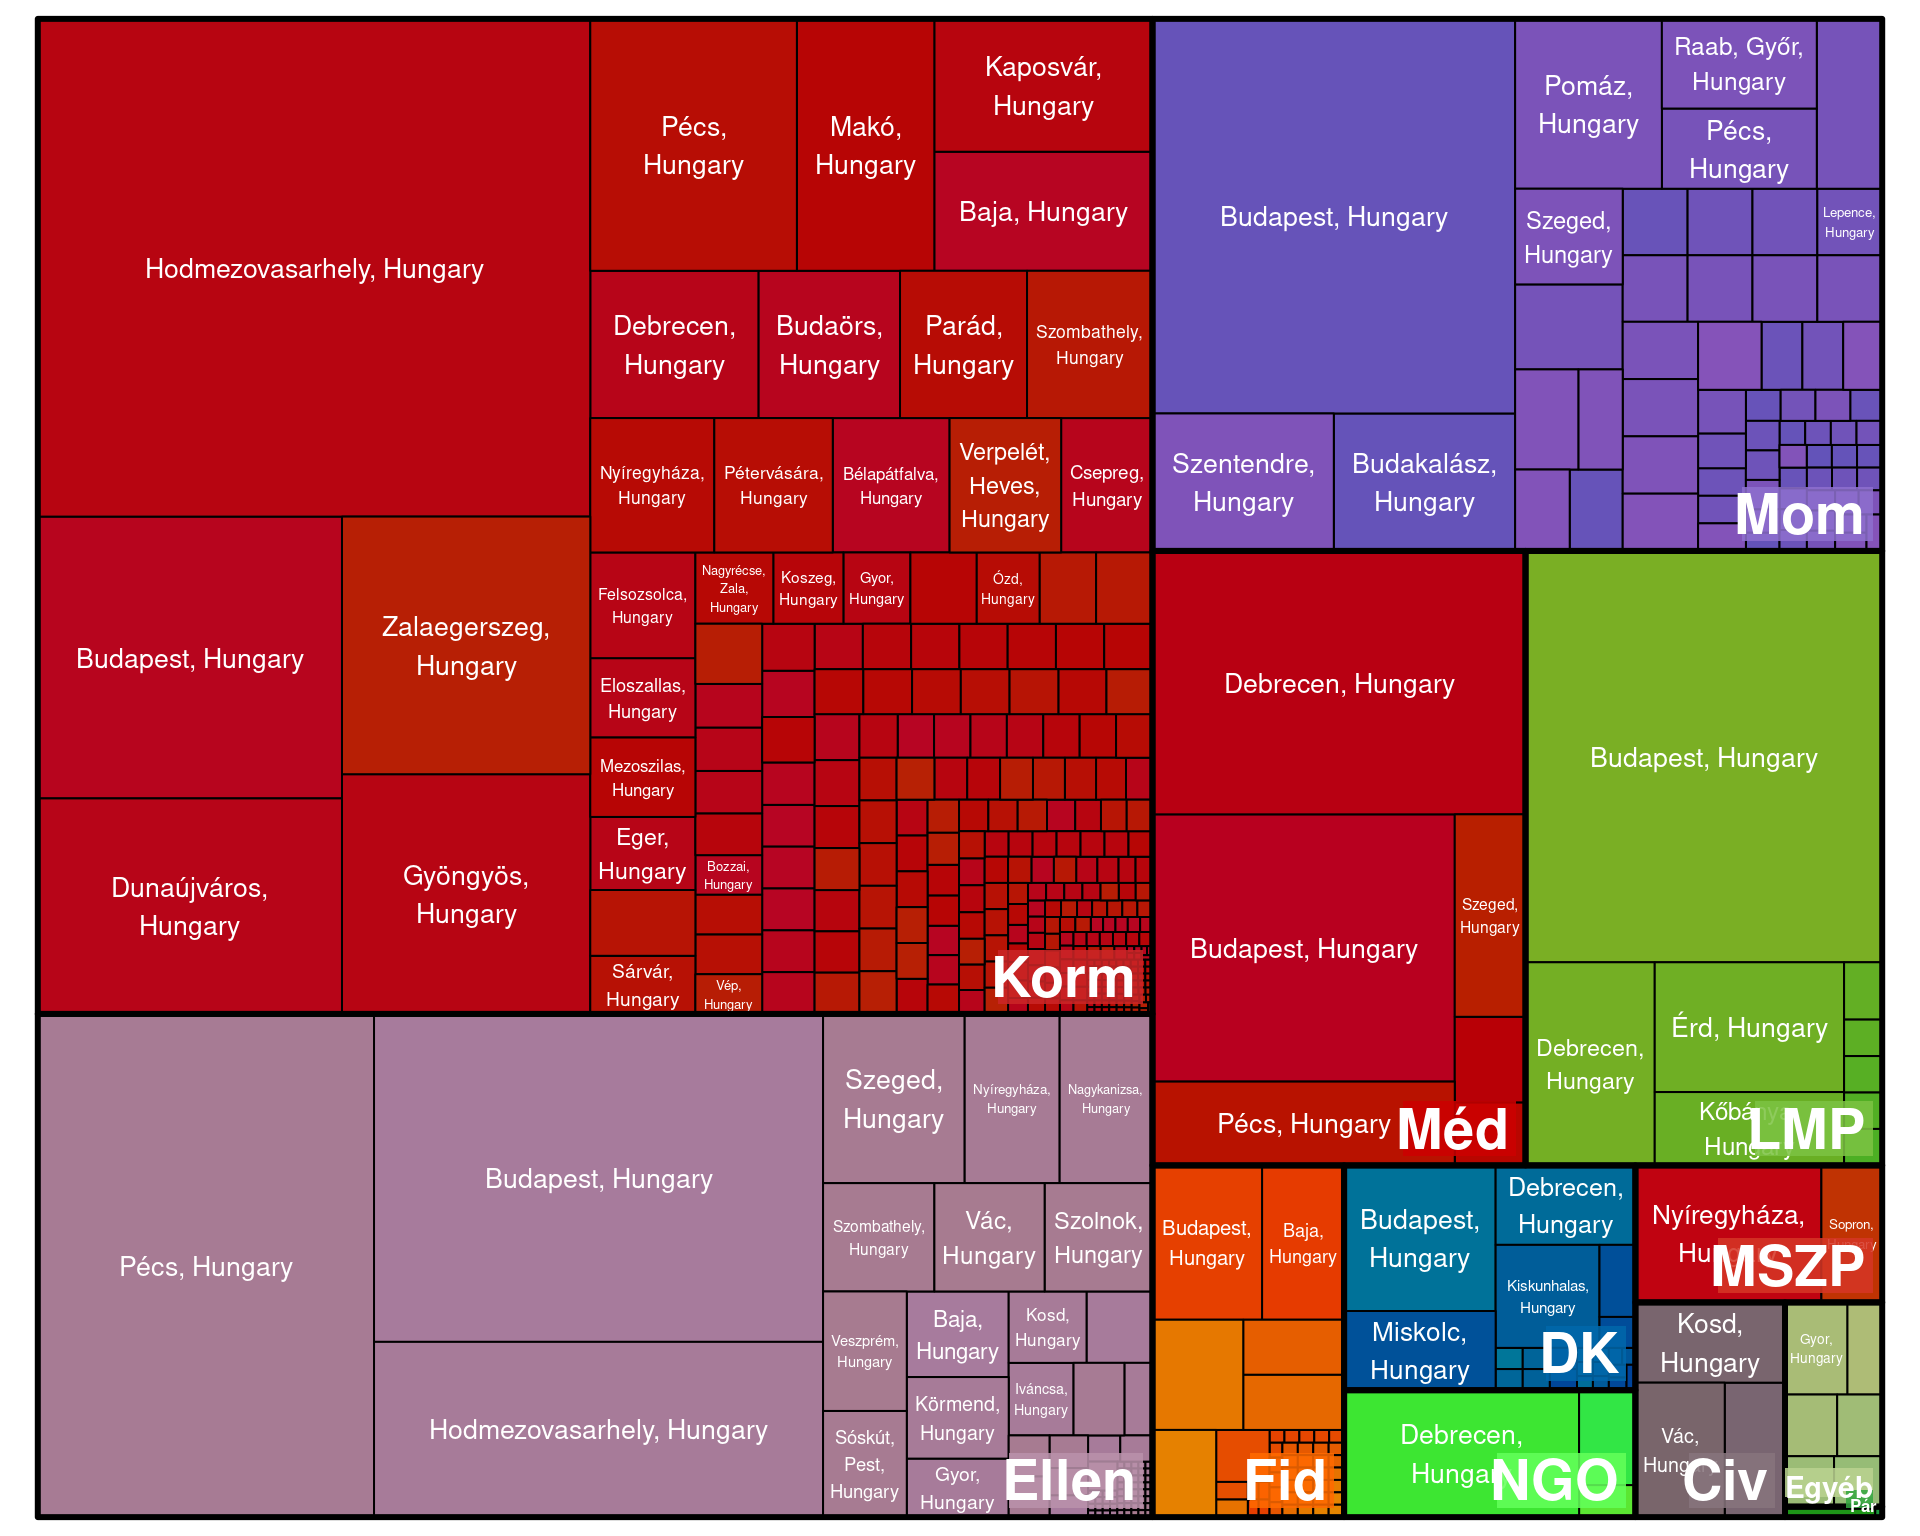 Hodmezovasarhely, Hungary
Pécs,
Hungary
Makó,
Hungary
Kaposvár,
Hungary
Baja, Hungary
Debrecen,
Hungary
Budaörs,
Hungary
Parád,
Hungary
Szombathely,
Hungary
Nyíregyháza,
Hungary
Pétervására,
Hungary
Bélapátfalva,
Hungary
Verpelét,
Heves,
Hungary
Csepreg,
Hungary
Budapest, Hungary
Zalaegerszeg,
Hungary
Dunaújváros,
Hungary
Gyöngyös,
Hungary
Felsozsolca,
Hungary
Nagyrécse,
Zala,
Hungary
Koszeg,
Hungary
Gyor,
Hungary
Ózd,
Hungary
Eloszallas,
Hungary
Mezoszilas,
Hungary
Eger,
Hungary
Bozzai,
Hungary
Sárvár,
Hungary
Vép,
Hungary
Korm
Budapest, Hungary
Pomáz,
Hungary
Raab, Győr,
Hungary
Pécs,
Hungary
Szeged,
Hungary
Lepence,
Hungary
Szentendre,
Hungary
Budakalász,
Hungary
Mom
Debrecen, Hungary
Budapest, Hungary
Szeged,
Hungary
Pécs, Hungary
Méd
Budapest, Hungary
Debrecen,
Hungary
Érd, Hungary
Kőbánya,
Hungary
LMP
Pécs, Hungary
Budapest, Hungary
Hodmezovasarhely, Hungary
Szeged,
Hungary
Nyíregyháza,
Hungary
Nagykanizsa,
Hungary
Szombathely,
Hungary
Vác,
Hungary
Szolnok,
Hungary
Veszprém,
Hungary
Baja,
Hungary
Kosd,
Hungary
Körmend,
Hungary
Iváncsa,
Hungary
Sóskút,
Pest,
Hungary
Gyor,
Hungary
Ellen
Budapest,
Hungary
Baja,
Hungary
Fid
Budapest,
Hungary
Debrecen,
Hungary
Kiskunhalas,
Hungary
Miskolc,
Hungary
DK
Nyíregyháza,
Hungary
Sopron,
Hungary
MSZP
Debrecen,
Hungary
NGO
Kosd,
Hungary
Vác,
Hungary
Civ
Gyor,
Hungary
Egyéb
Pár